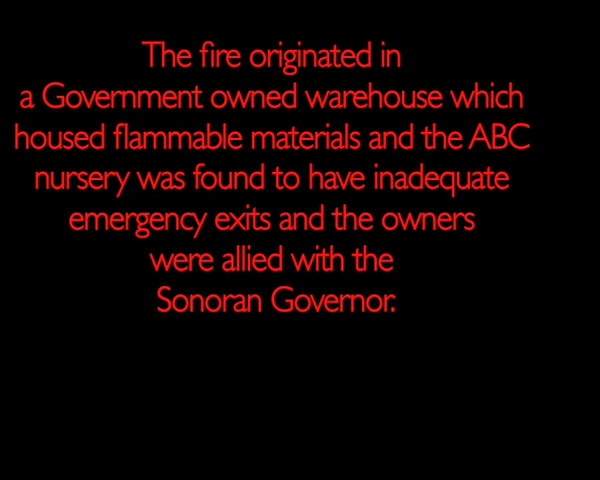 The fire originated in
a Government owned warehouse which
housed flammable materials and the ABC
nursery was found to have inadequate
emergency exits and the owners
were allied with the
Sonoran Governor.